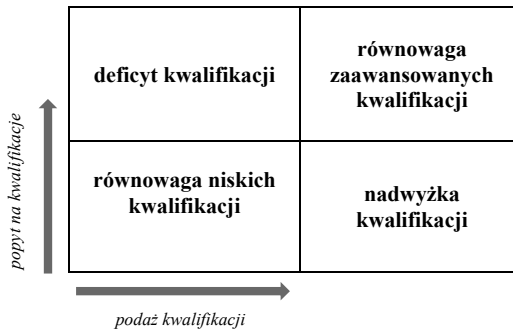 deficyt kwalifikacji
równowaga
zaawansowanych
kwalifikacji
równowaga niskich
kwalifikacji
nadwyżka
kwalifikacji
popyt na kwalifikacje
podaż kwalifikacji